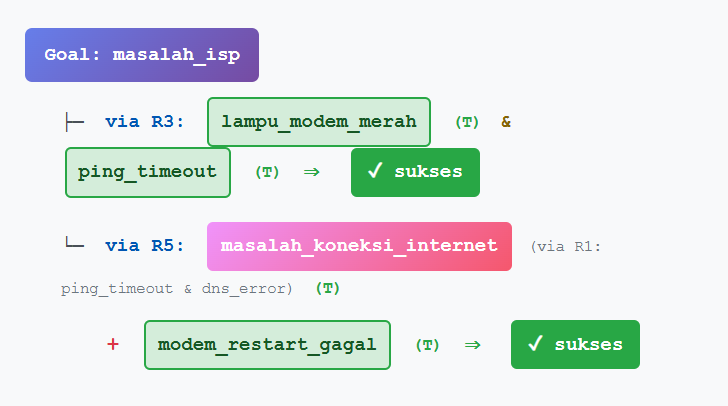 Goal: masalah_isp
├─ via R3: lampu_modem_merah (T) &
ping_timeout (T) ⇒ ✓ sukses
└─ via R5: masalah_koneksi_internet (via R1:
ping_timeout & dns_error) (T)
+ modem_restart_gagal (T) ⇒ ✓ sukses